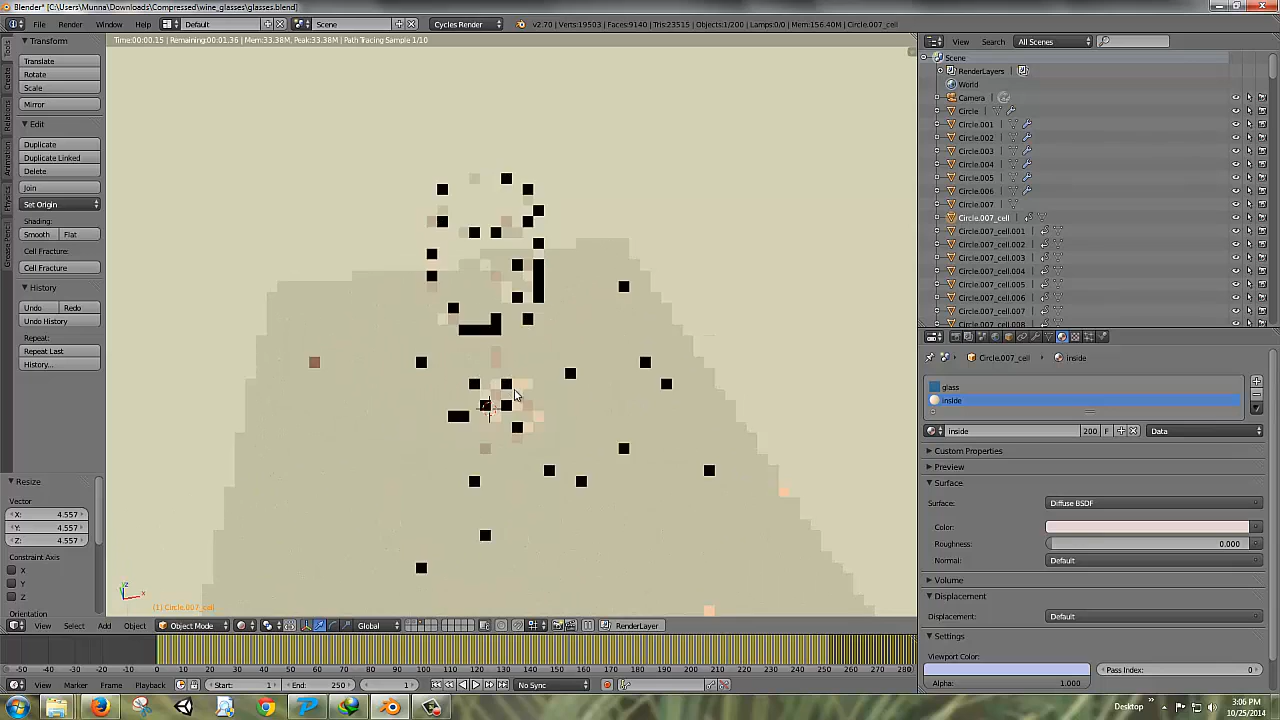 Blender* [C:\Users\Munna\Downloads\Compressed\wine_glasses\glasses.blend]
File Render Window Help Default Scene Cycles Render v2.70 | Verts:19503 | Faces:9140 | Tris:23515 | Objects:1/200 | Lamps:0/0 | Mem:156.40M | Circle.007_cell
Time:00:00.15 | Remaining:00:01.36 | Mem:33.38M, Peak:33.38M | Path Tracing Sample 1/10
View Search All Scenes
Transform
Translate
Rotate
Scale
Mirror
Edit
Duplicate
Duplicate Linked
Delete
Join
Set Origin
Shading:
Smooth Flat
Cell Fracture:
Cell Fracture
History
Undo Redo
Undo History
Repeat:
Repeat Last
History...
Tools
Create
Relations
Animation
Physics
Grease Pencil
Resize
Vector
X: 4.557
Y: 4.557
Z: 4.557
Constraint Axis
X
Y
Z
Orientation
(1) Circle.007_cell
Scene
RenderLayers
World
Camera
Circle
Circle.001
Circle.002
Circle.003
Circle.004
Circle.005
Circle.006
Circle.007
Circle.007_cell
Circle.007_cell.001
Circle.007_cell.002
Circle.007_cell.003
Circle.007_cell.004
Circle.007_cell.005
Circle.007_cell.006
Circle.007_cell.007
Circle.007_cell.008
Circle.007_cell inside
glass
inside
inside 200 F Data
Custom Properties
Preview
Surface
Surface: Diffuse BSDF
Color:
Roughness: 0.000
Normal: Default
Volume
Displacement
Displacement: Default
Settings
Viewport Color: Pass Index: 0
Alpha: 1.000
View Select Add Object Object Mode Global RenderLayer
-50 -40 -30 -20 -10 0 10 20 30 40 50 60 70 80 90 100 110 120 130 140 150 160 170 180 190 200 210 220 230 240 250 260 270 280
View Marker Frame Playback Start: 1 End: 250 1 No Sync
Desktop 3:06 PM
10/25/2014